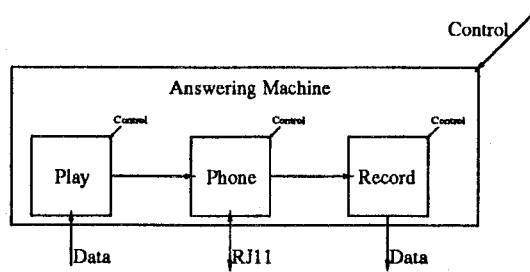 Control
Answering Machine
Control Control Control
Play Phone Record
Data RJ11 Data